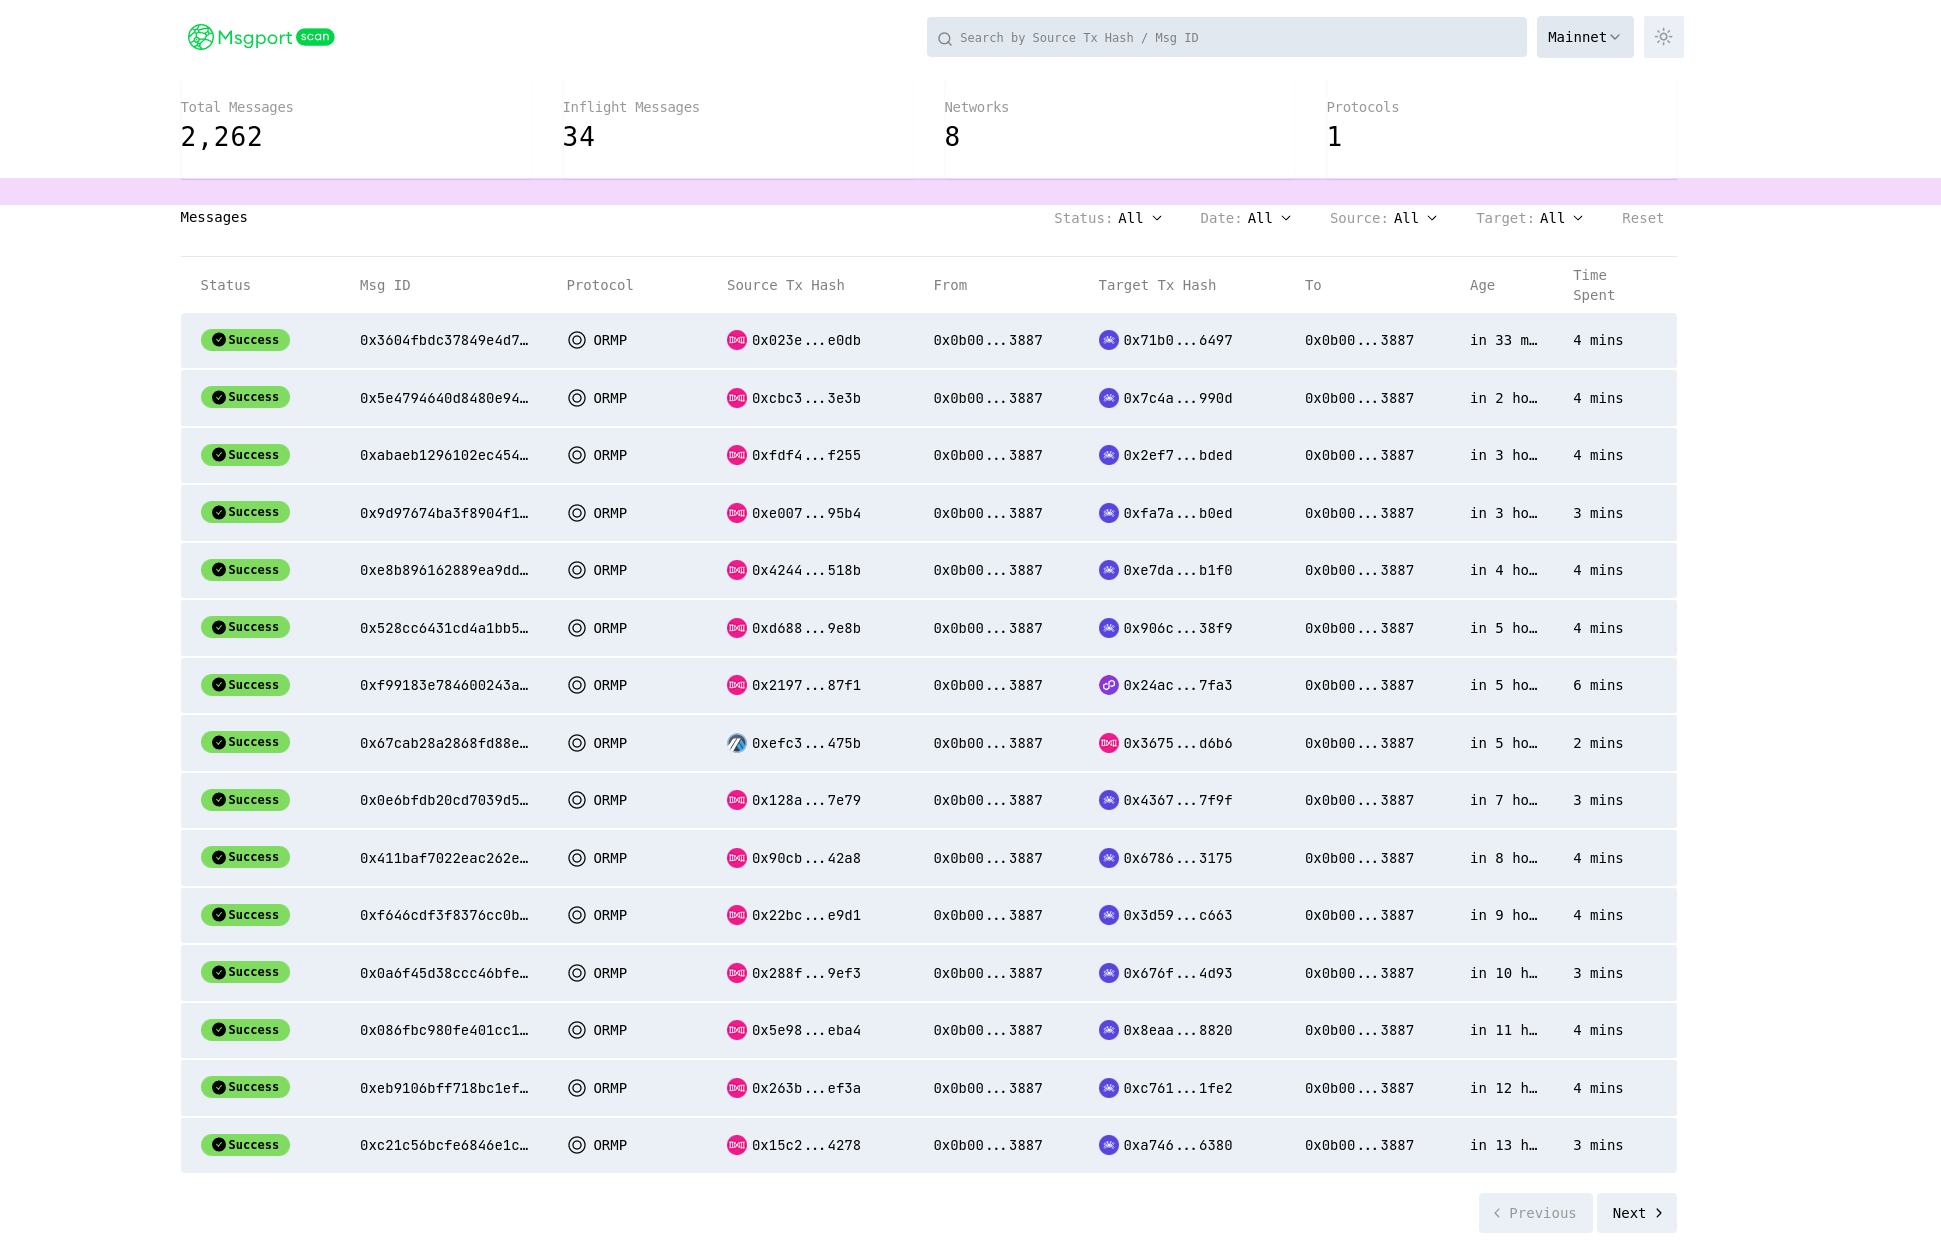 Msgport scan
Search by Source Tx Hash / Msg ID
Mainnet
Total Messages Inflight Messages Networks Protocols
2,262 34 8 1
Messages Status: All Date: All Source: All Target: All Reset
Status Msg ID Protocol Source Tx Hash From Target Tx Hash To Age Time Spent
Success 0x3604fbdc37849e4d7… ORMP 0x023e...e0db 0x0b00...3887 0x71b0...6497 0x0b00...3887 in 33 m… 4 mins
Success 0x5e4794640d8480e94… ORMP 0xcbc3...3e3b 0x0b00...3887 0x7c4a...990d 0x0b00...3887 in 2 ho… 4 mins
Success 0xabaeb1296102ec454… ORMP 0xfdf4...f255 0x0b00...3887 0x2ef7...bded 0x0b00...3887 in 3 ho… 4 mins
Success 0x9d97674ba3f8904f1… ORMP 0xe007...95b4 0x0b00...3887 0xfa7a...b0ed 0x0b00...3887 in 3 ho… 3 mins
Success 0xe8b896162889ea9dd… ORMP 0x4244...518b 0x0b00...3887 0xe7da...b1f0 0x0b00...3887 in 4 ho… 4 mins
Success 0x528cc6431cd4a1bb5… ORMP 0xd688...9e8b 0x0b00...3887 0x906c...38f9 0x0b00...3887 in 5 ho… 4 mins
Success 0xf99183e784600243a… ORMP 0x2197...87f1 0x0b00...3887 0x24ac...7fa3 0x0b00...3887 in 5 ho… 6 mins
Success 0x67cab28a2868fd88e… ORMP 0xefc3...475b 0x0b00...3887 0x3675...d6b6 0x0b00...3887 in 5 ho… 2 mins
Success 0x0e6bfdb20cd7039d5… ORMP 0x128a...7e79 0x0b00...3887 0x4367...7f9f 0x0b00...3887 in 7 ho… 3 mins
Success 0x411baf7022eac262e… ORMP 0x90cb...42a8 0x0b00...3887 0x6786...3175 0x0b00...3887 in 8 ho… 4 mins
Success 0xf646cdf3f8376cc0b… ORMP 0x22bc...e9d1 0x0b00...3887 0x3d59...c663 0x0b00...3887 in 9 ho… 4 mins
Success 0x0a6f45d38ccc46bfe… ORMP 0x288f...9ef3 0x0b00...3887 0x676f...4d93 0x0b00...3887 in 10 h… 3 mins
Success 0x086fbc980fe401cc1… ORMP 0x5e98...eba4 0x0b00...3887 0x8eaa...8820 0x0b00...3887 in 11 h… 4 mins
Success 0xeb9106bff718bc1ef… ORMP 0x263b...ef3a 0x0b00...3887 0xc761...1fe2 0x0b00...3887 in 12 h… 4 mins
Success 0xc21c56bcfe6846e1c… ORMP 0x15c2...4278 0x0b00...3887 0xa746...6380 0x0b00...3887 in 13 h… 3 mins
Previous Next